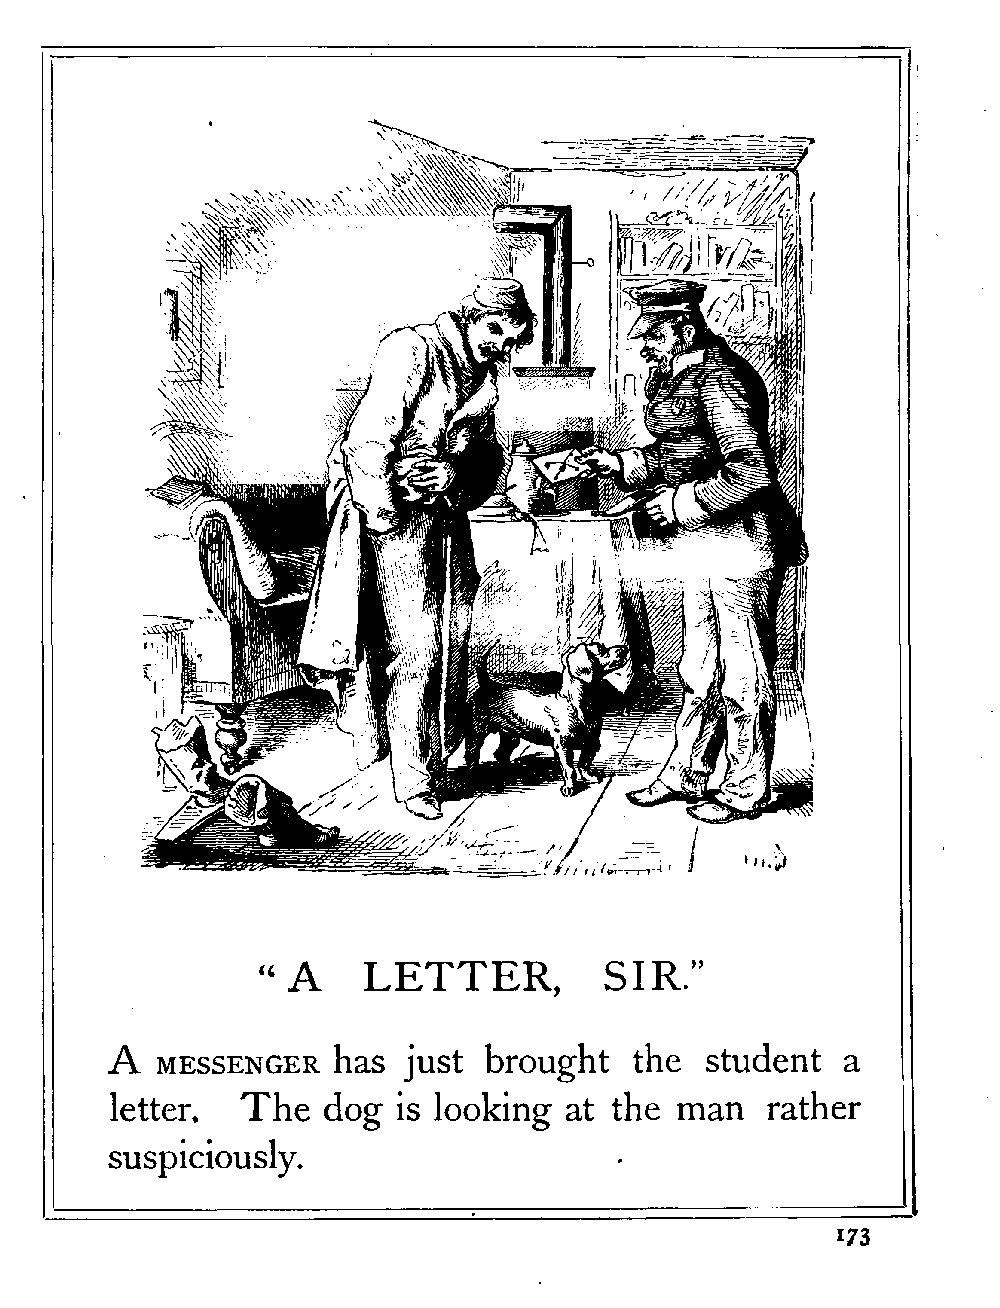 “A LETTER, SIR.”
A MESSENGER has just brought the student a
letter. The dog is looking at the man rather
suspiciously.
173